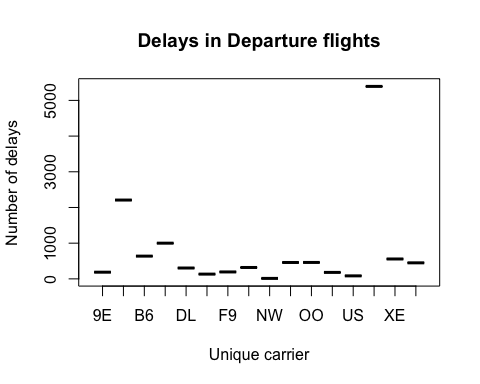 Delays in Departure flights
Number of delays
5000
3000
1000
0
9E B6 DL F9 NW OO US XE
Unique carrier